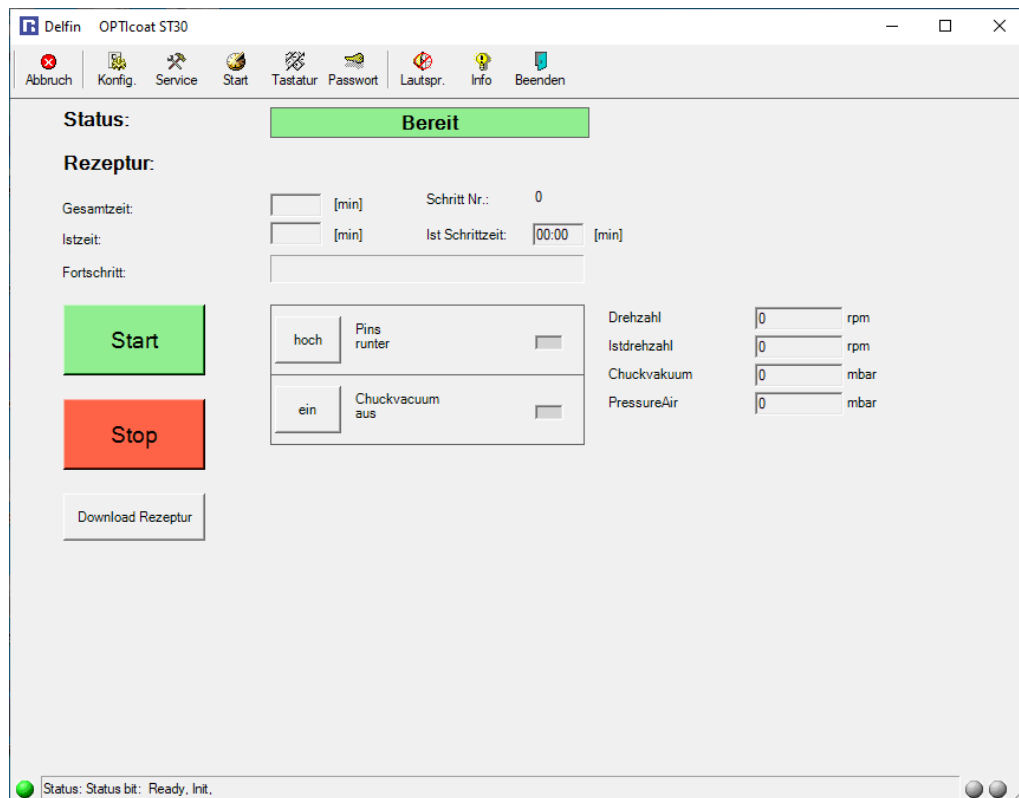 Delfin OPTIcoat ST30
Abbruch Konfig. Service Start Tastatur Passwort Lautspr. Info Beenden
Status: Bereit
Rezeptur:
Gesamtzeit: [min] Schritt Nr.: 0
Istzeit: [min] Ist Schrittzeit: 00:00 [min]
Fortschritt:
Start
Stop
Download Rezeptur
hoch
Pins
runter
ein
Chuckvacuum
aus
Drehzahl 0 rpm
Istdrehzahl 0 rpm
Chuckvakuum 0 mbar
PressureAir 0 mbar
Status: Status bit: Ready, Init,